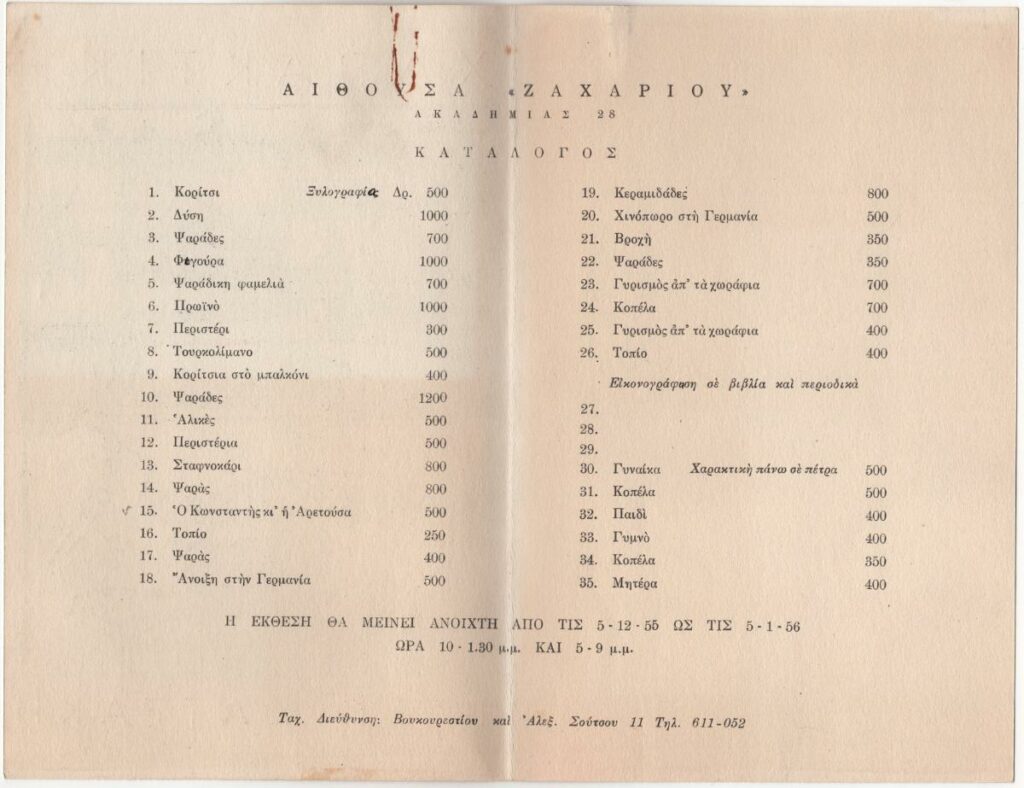 ΑΙΘΟΥΣΑ «ΖΑΧΑΡΙΟΥ»
ΑΚΑΔΗΜΙΑΣ 28
ΚΑΤΑΛΟΓΟΣ
1. Κορίτσι Ξυλογραφία Δρ. 500
2. Δύση 1000
3. Ψαράδες 700
4. Φιγούρα 1000
5. Ψαράδικη φαμελιὰ 700
6. Πρωϊνὸ 1000
7. Περιστέρι 300
8. Τουρκολίμανο 500
9. Κορίτσια στὸ μπαλκόνι 400
10. Ψαράδες 1200
11. Ἁλικὲς 500
12. Περιστέρια 500
13. Σταφνοκάρι 800
14. Ψαρὰς 800
15. Ὁ Κωνσταντὴς κι' ἡ Ἀρετούσα 500
16. Τοπίο 250
17. Ψαρὰς 400
18. Ἄνοιξη στὴν Γερμανία 500
19. Κεραμιδάδες 800
20. Χινόπωρο στὴ Γερμανία 500
21. Βροχὴ 350
22. Ψαράδες 350
23. Γυρισμὸς ἀπ' τὰ χωράφια 700
24. Κοπέλα 700
25. Γυρισμὸς ἀπ' τὰ χωράφια 400
26. Τοπίο 400
Εἰκονογράφηση σὲ βιβλία καὶ περιοδικὰ
27.
28.
29.
30. Γυναίκα Χαρακτικὴ πάνω σὲ πέτρα 500
31. Κοπέλα 500
32. Παιδὶ 400
33. Γυμνὸ 400
34. Κοπέλα 350
35. Μητέρα 400
Η ΕΚΘΕΣΗ ΘΑ ΜΕΙΝΕΙ ΑΝΟΙΧΤΗ ΑΠΟ ΤΙΣ 5-12-55 ΩΣ ΤΙΣ 5-1-56
ΩΡΑ 10-1.30 μ.μ. ΚΑΙ 5-9 μ.μ.
Ταχ. Διεύθυνση: Βουκουρεστίου καὶ Ἀλεξ. Σούτσου 11 Τηλ. 611-052